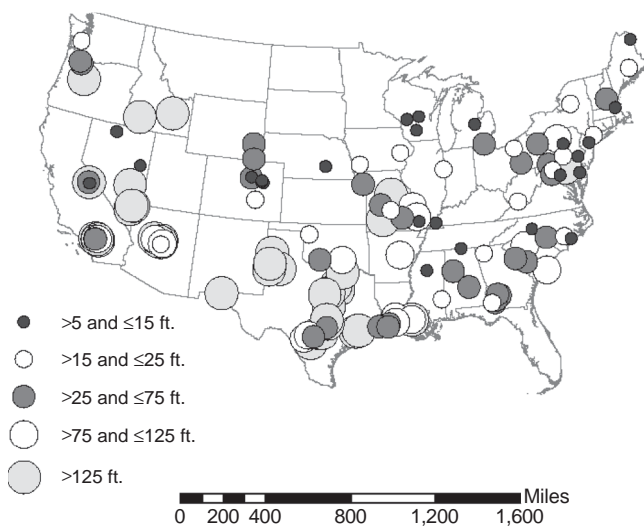 >5 and ≤15 ft.
>15 and ≤25 ft.
>25 and ≤75 ft.
>75 and ≤125 ft.
>125 ft.
Miles
0 200 400 800 1,200 1,600